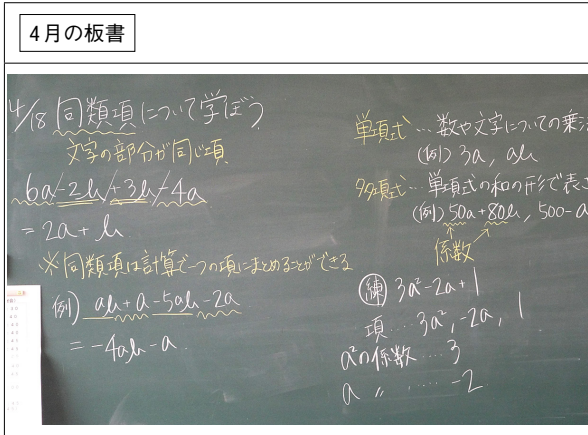 4月の板書
4/18 同類項について学ぼう
文字の部分が同じ項
6a-2b+3b-4a
= 2a+b
※同類項は計算で一つの項にまとめることができる
例) ab+a-5ab-2a
= -4ab-a
単項式…数や文字についての乗法
(例) 3a, ab
多項式…単項式の和の形で表さ
(例) 50a+80b, 500-a
係数
練 3a²-2a+1
項…3a², -2a, 1
a²の係数……3
a 〃 ……-2